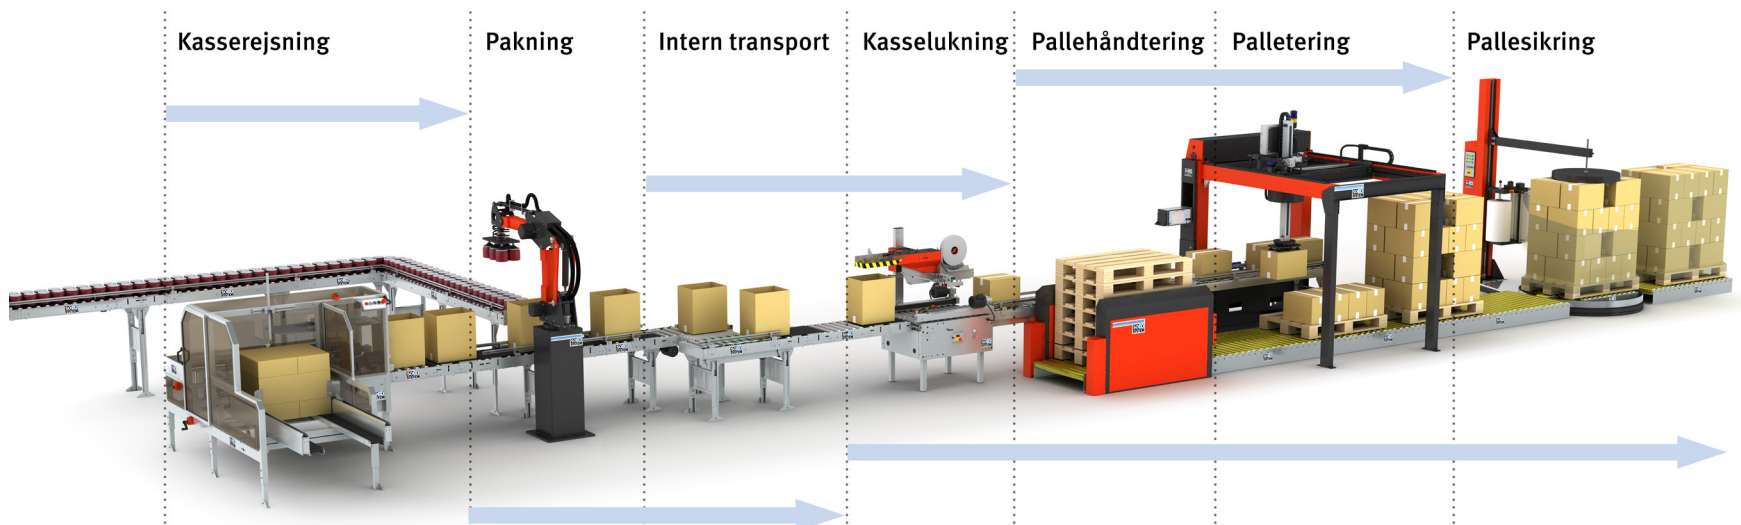 Kasserejsning
Pakning
Intern transport
Kasselukning
Pallehåndtering
Palletering
Pallesikring